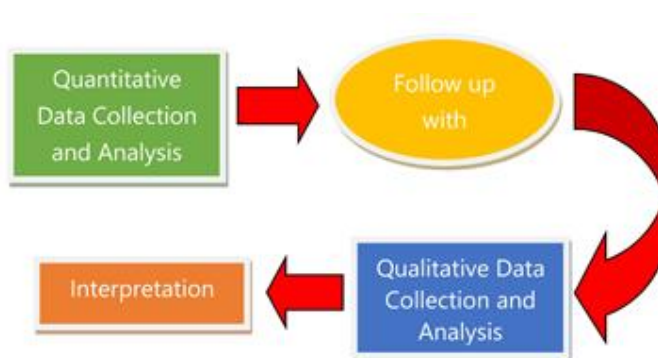 Quantitative
Data Collection
and Analysis
Follow up
with
Qualitative Data
Collection and
Analysis
Interpretation